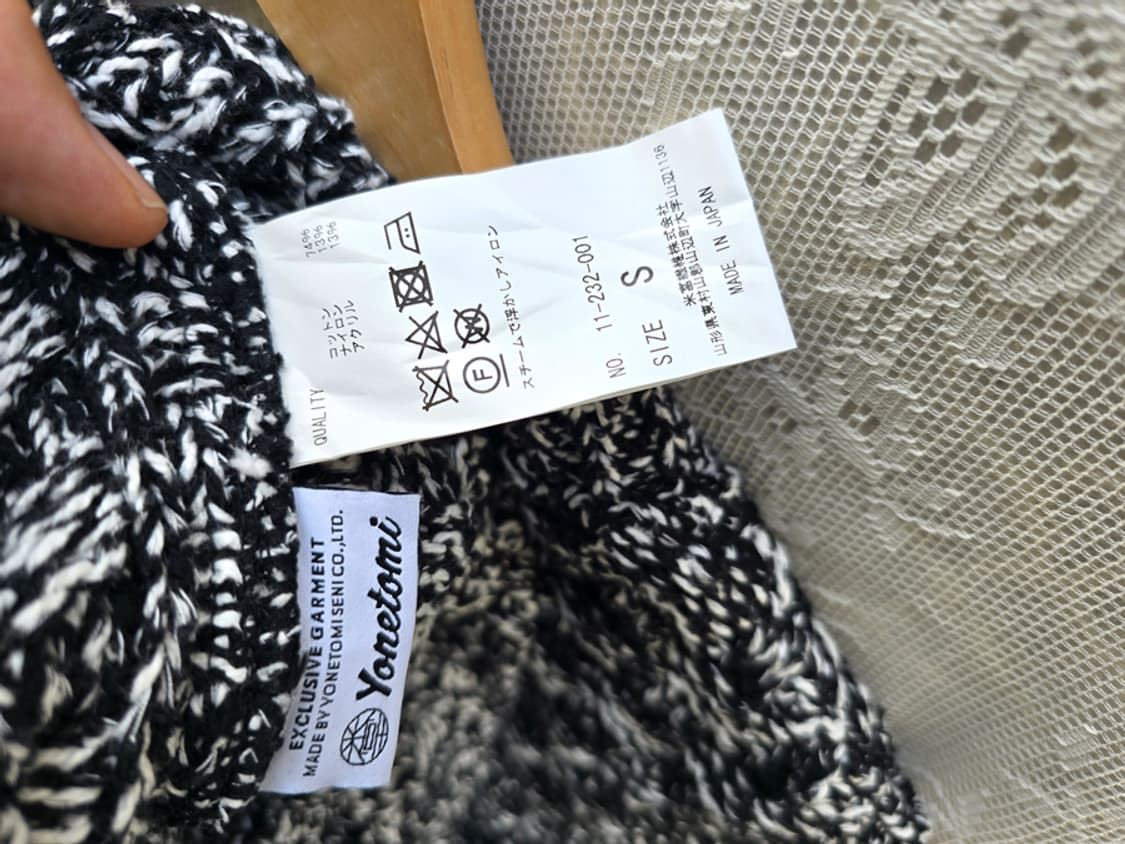 QUALITY
コットン 74%
ナイロン 13%
アクリル 13%
F
スチームで浮かしアイロン
NO. 11-232-001
SIZE S
米富繊維株式会社
山形県東村山郡山辺町大字山辺1136
MADE IN JAPAN
EXCLUSIVE GARMENT
MADE BY YONETOMI SENI CO.,LTD.
Yonetomi